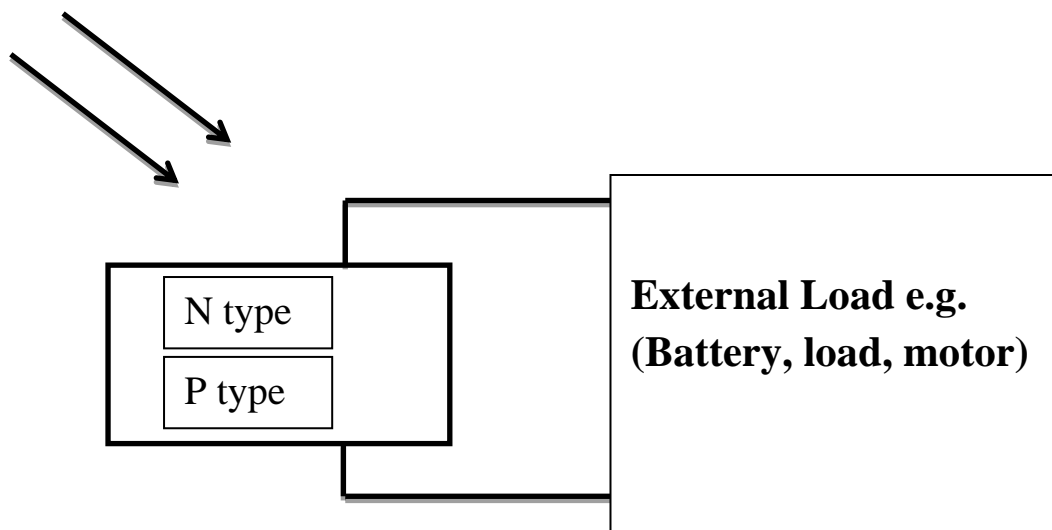 N type
P type
External Load e.g.
(Battery, load, motor)